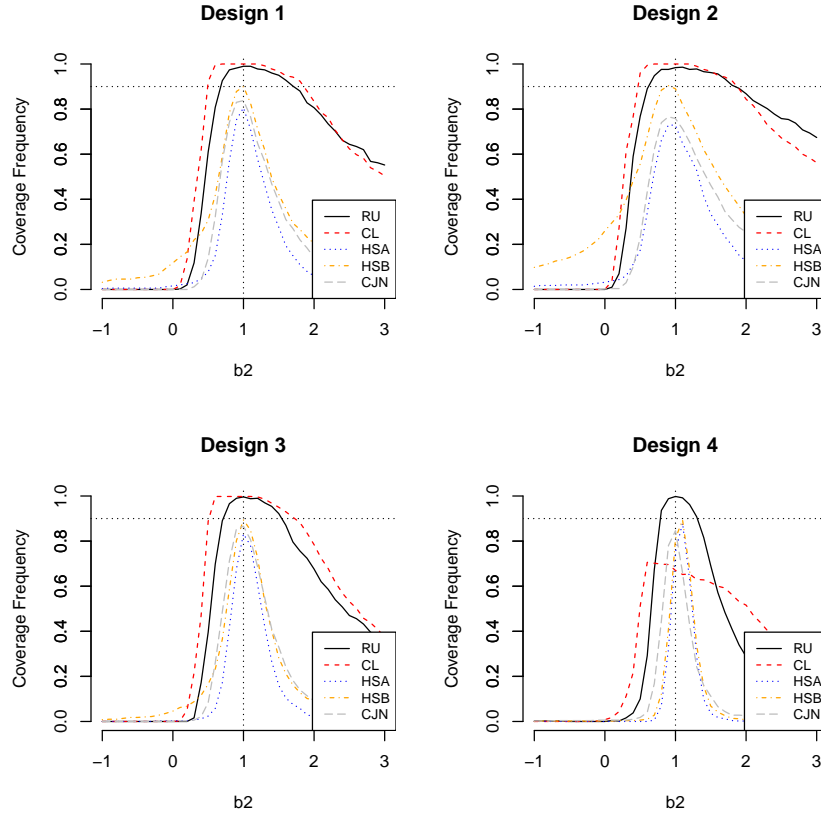 Design 1
Coverage Frequency
1.0
0.8
0.6
0.4
0.2
0.0
−1
0
1
2
3
b2
RU
CL
HSA
HSB
CJN
Design 2
Coverage Frequency
1.0
0.8
0.6
0.4
0.2
0.0
−1
0
1
2
3
b2
RU
CL
HSA
HSB
CJN
Design 3
Coverage Frequency
1.0
0.8
0.6
0.4
0.2
0.0
−1
0
1
2
3
b2
RU
CL
HSA
HSB
CJN
Design 4
Coverage Frequency
1.0
0.8
0.6
0.4
0.2
0.0
−1
0
1
2
3
b2
RU
CL
HSA
HSB
CJN